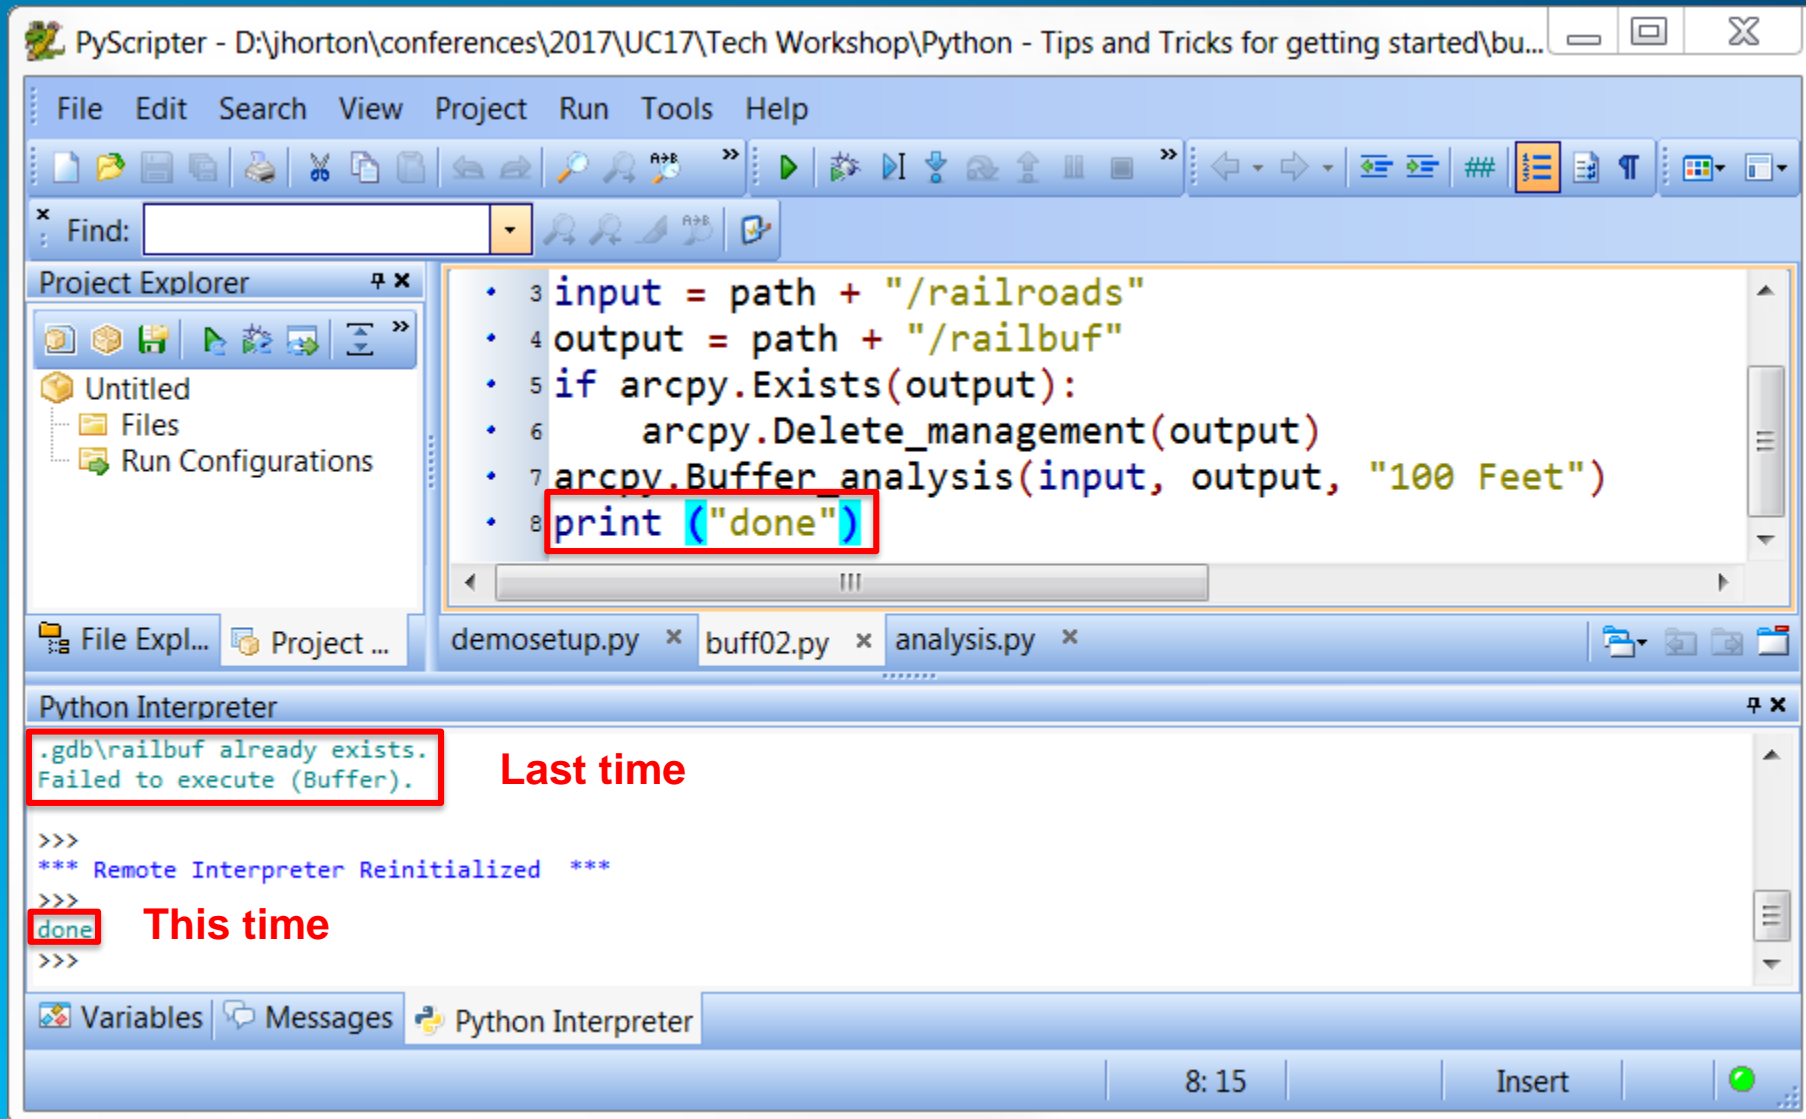 PyScripter - D:\jhorton\conferences\2017\UC17\Tech Workshop\Python - Tips and Tricks for getting started\bu...
File Edit Search View Project Run Tools Help
Find:
Project Explorer
Untitled
Files
Run Configurations
File Expl... Project ...
3 input = path + "/railroads"
4 output = path + "/railbuf"
5 if arcpy.Exists(output):
6     arcpy.Delete_management(output)
7 arcpy.Buffer_analysis(input, output, "100 Feet")
8 print ("done")
demosetup.py buff02.py analysis.py
Python Interpreter
.gdb\railbuf already exists.
Failed to execute (Buffer).
Last time
>>>
*** Remote Interpreter Reinitialized  ***
>>>
done
This time
>>>
Variables Messages Python Interpreter
8: 15 Insert